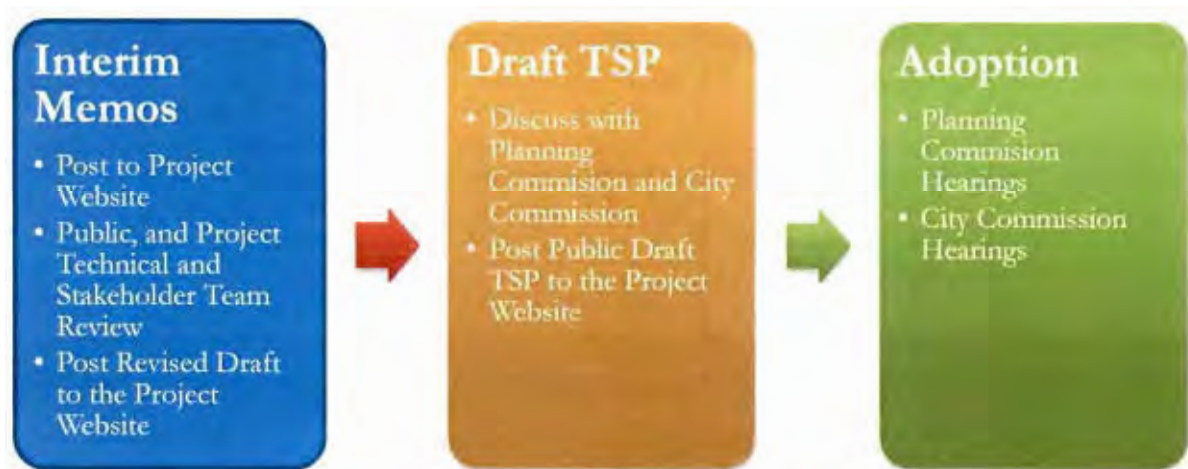 Interim
Memos
• Post to Project
Website
• Public, and Project
Technical and
Stakeholder Team
Review
• Post Revised Draft
to the Project
Website
Draft TSP
• Discuss with
Planning
Commision and City
Commission
• Post Public Draft
TSP to the Project
Website
Adoption
• Planning
Commision
Hearings
• City Commission
Hearings